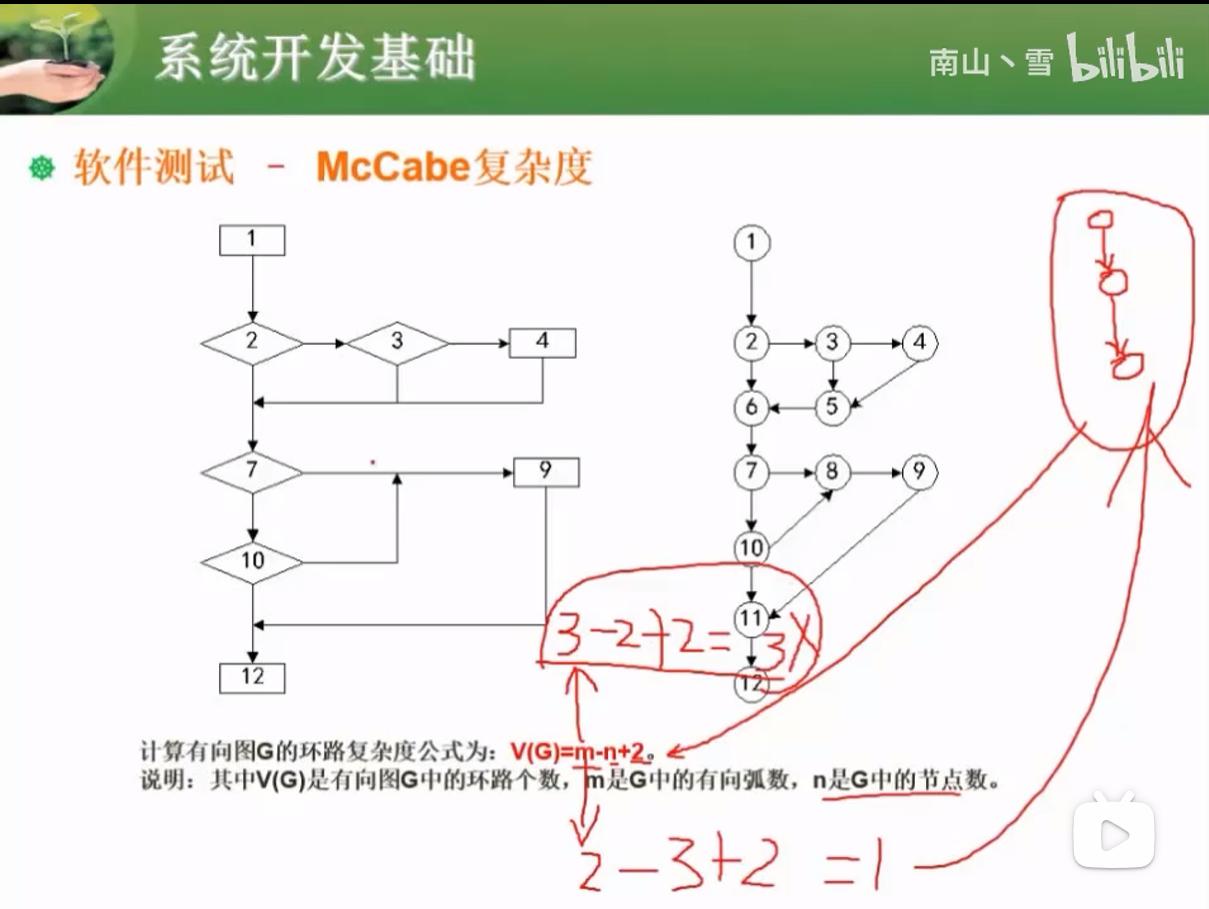 系统开发基础
南山丶雪 bilibili
软件测试 - McCabe复杂度
1
1
2 3 4
2 3 4
6 5
7 9
7 8 9
10
10
11
3-2+2=3X
12
12
计算有向图G的环路复杂度公式为：V(G)=m-n+2。
说明：其中V(G)是有向图G中的环路个数，m是G中的有向弧数，n是G中的节点数。
2-3+2=1